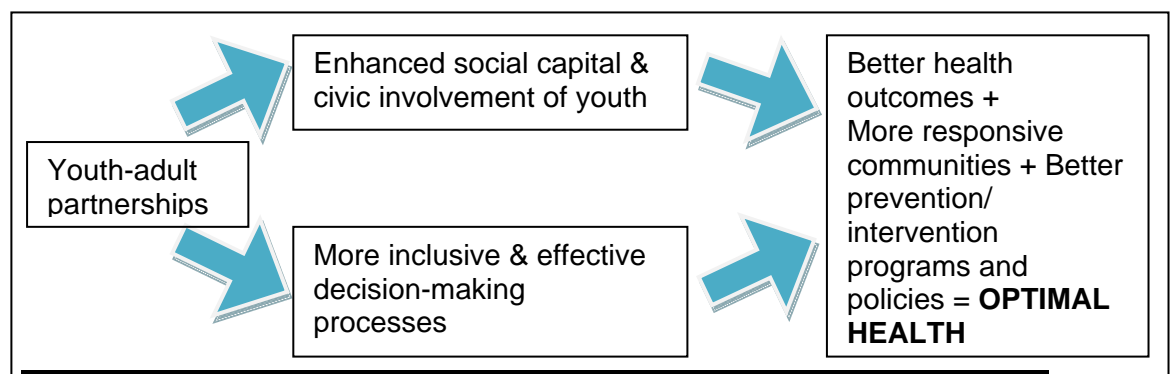 Youth-adult
partnerships
Enhanced social capital &
civic involvement of youth
More inclusive & effective
decision-making
processes
Better health
outcomes +
More responsive
communities + Better
prevention/
intervention
programs and
policies = OPTIMAL
HEALTH